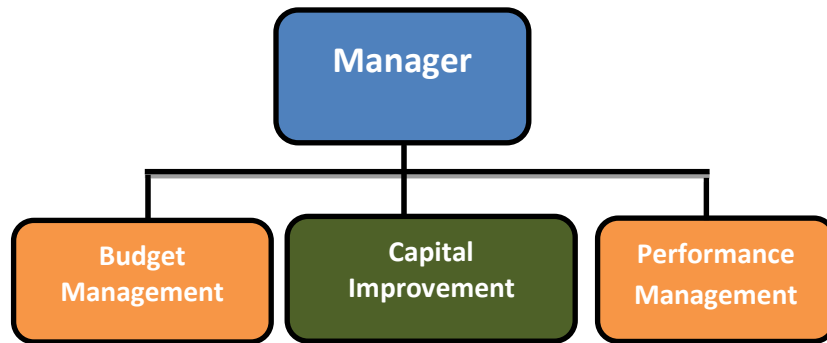 Manager
Budget
Management
Capital
Improvement
Performance
Management